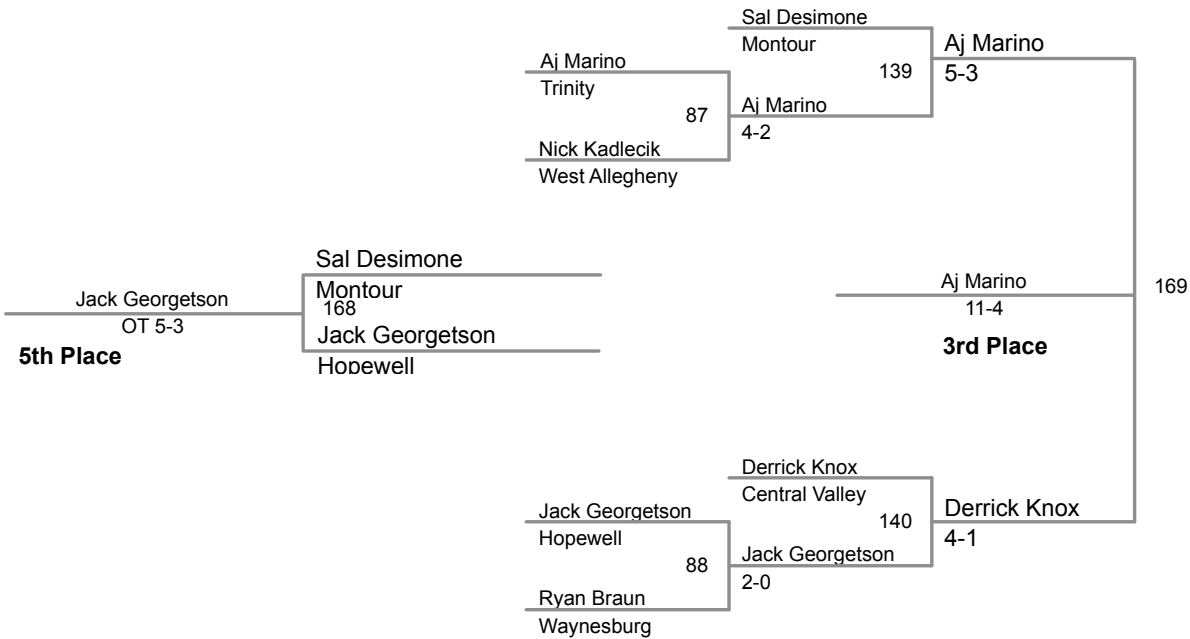 Sal Desimone
Montour
139
Aj Marino
5-3
Aj Marino
Trinity
87
Aj Marino
4-2
Nick Kadlecik
West Allegheny
Sal Desimone
Montour
168
Jack Georgetson
Hopewell
Jack Georgetson
OT 5-3
5th Place
Aj Marino
11-4
3rd Place
169
Derrick Knox
Central Valley
140
Derrick Knox
4-1
Jack Georgetson
Hopewell
88
Jack Georgetson
2-0
Ryan Braun
Waynesburg